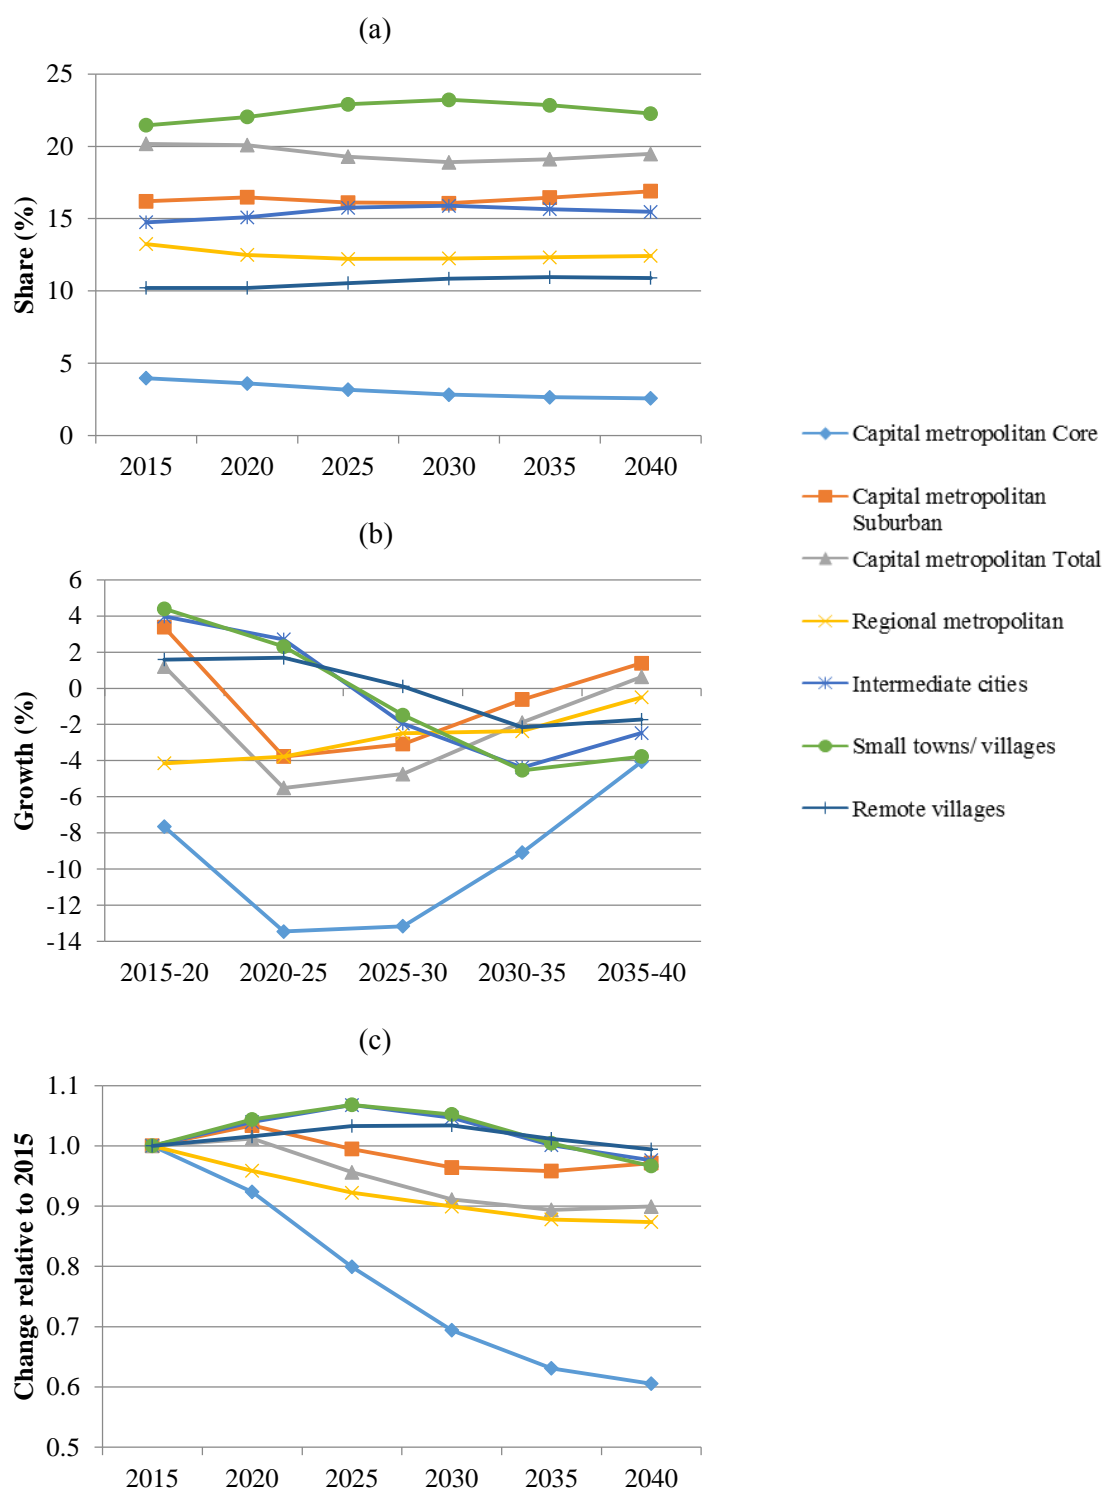 (a)
25
20
15
10
5
0
Share (%)
2015 2020 2025 2030 2035 2040
(b)
6
4
2
0
-2
-4
-6
-8
-10
-12
-14
Growth (%)
2015-20 2020-25 2025-30 2030-35 2035-40
(c)
1.1
1.0
0.9
0.8
0.7
0.6
0.5
Change relative to 2015
2015 2020 2025 2030 2035 2040
Capital metropolitan Core
Capital metropolitan
Suburban
Capital metropolitan Total
Regional metropolitan
Intermediate cities
Small towns/ villages
Remote villages